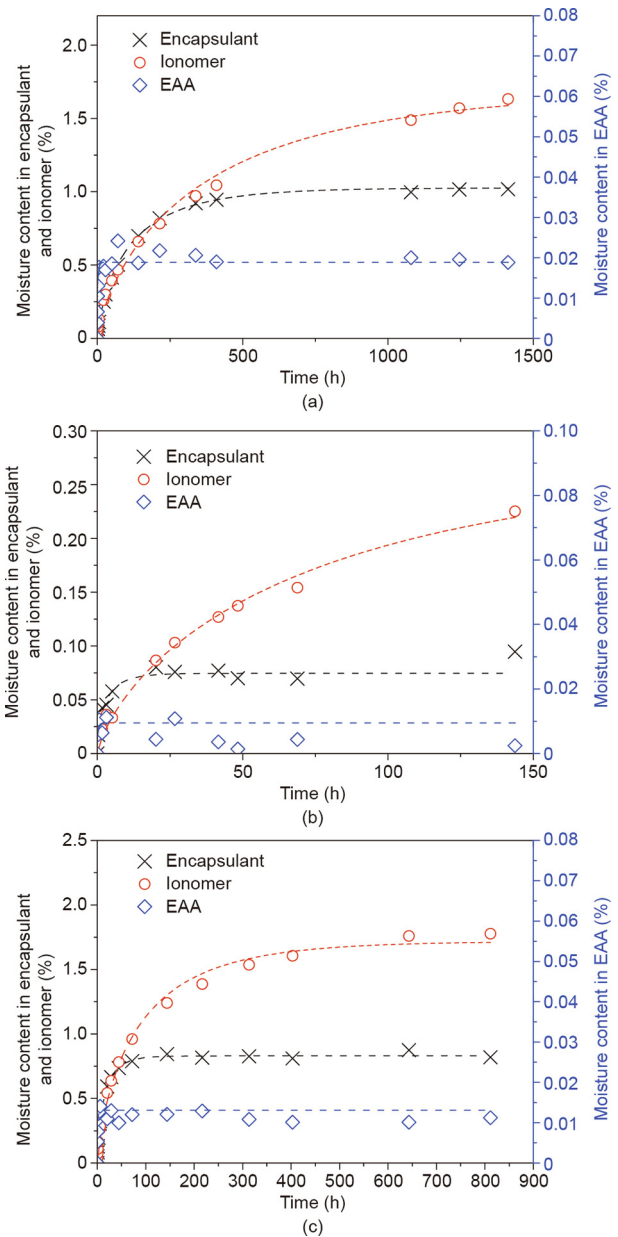 2.0
1.5
1.0
0.5
0
Moisture content in encapsulant
and ionomer (%)
Encapsulant
Ionomer
EAA
0.08
0.07
0.06
0.05
0.04
0.03
0.02
0.01
0
Moisture content in EAA (%)
0
500
1000
1500
Time (h)
(a)
0.30
0.25
0.20
0.15
0.10
0.05
0
Moisture content in encapsulant
and ionomer (%)
Encapsulant
Ionomer
EAA
0.10
0.08
0.06
0.04
0.02
0
Moisture content in EAA (%)
0
50
100
150
Time (h)
(b)
2.5
2.0
1.5
1.0
0.5
0
Moisture content in encapsulant
and ionomer (%)
Encapsulant
Ionomer
EAA
0.08
0.07
0.06
0.05
0.04
0.03
0.02
0.01
0
Moisture content in EAA (%)
0
100
200
300
400
500
600
700
800
900
Time (h)
(c)